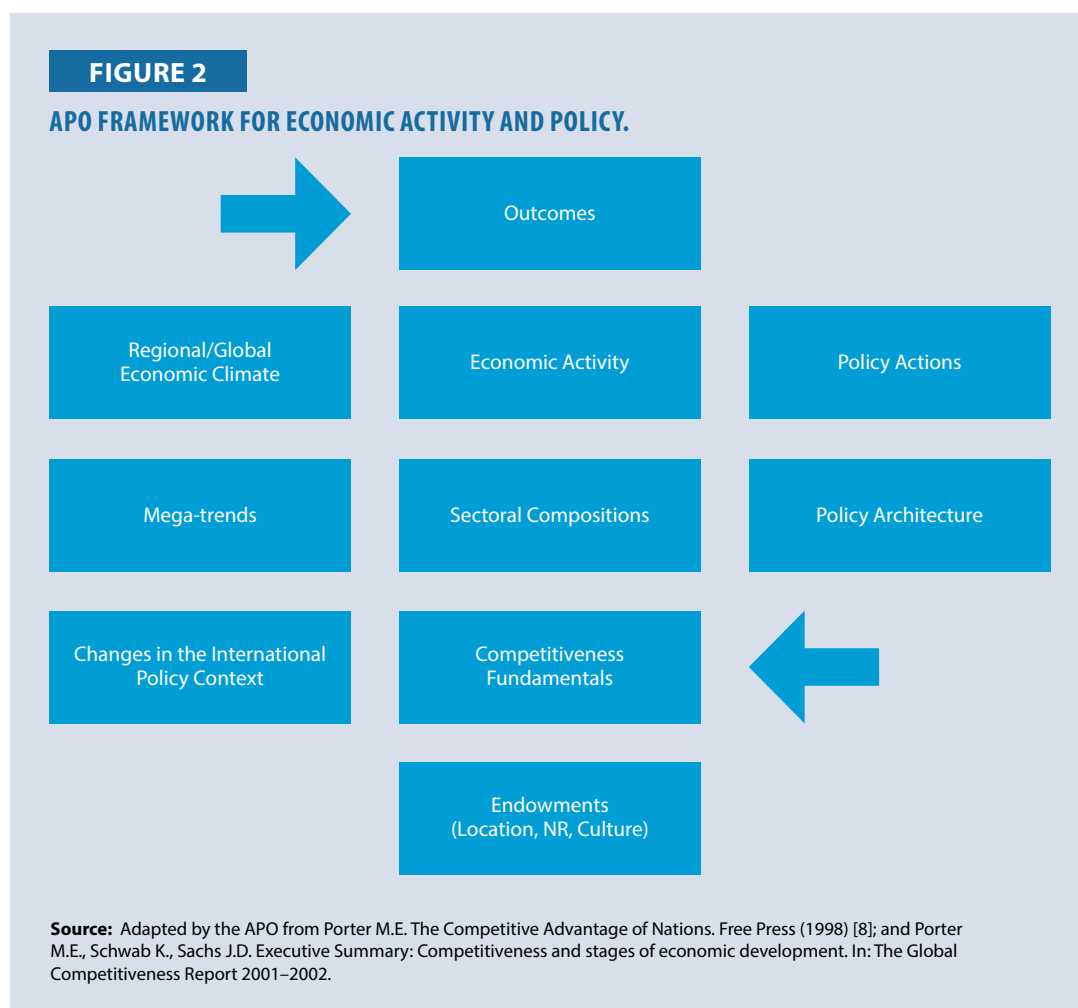 FIGURE 2
APO FRAMEWORK FOR ECONOMIC ACTIVITY AND POLICY.
Outcomes
Regional/Global
Economic Climate
Economic Activity
Policy Actions
Mega-trends
Sectoral Compositions
Policy Architecture
Changes in the International
Policy Context
Competitiveness
Fundamentals
Endowments
(Location, NR, Culture)
Source: Adapted by the APO from Porter M.E. The Competitive Advantage of Nations. Free Press (1998) [8]; and Porter
M.E., Schwab K., Sachs J.D. Executive Summary: Competitiveness and stages of economic development. In: The Global
Competitiveness Report 2001–2002.